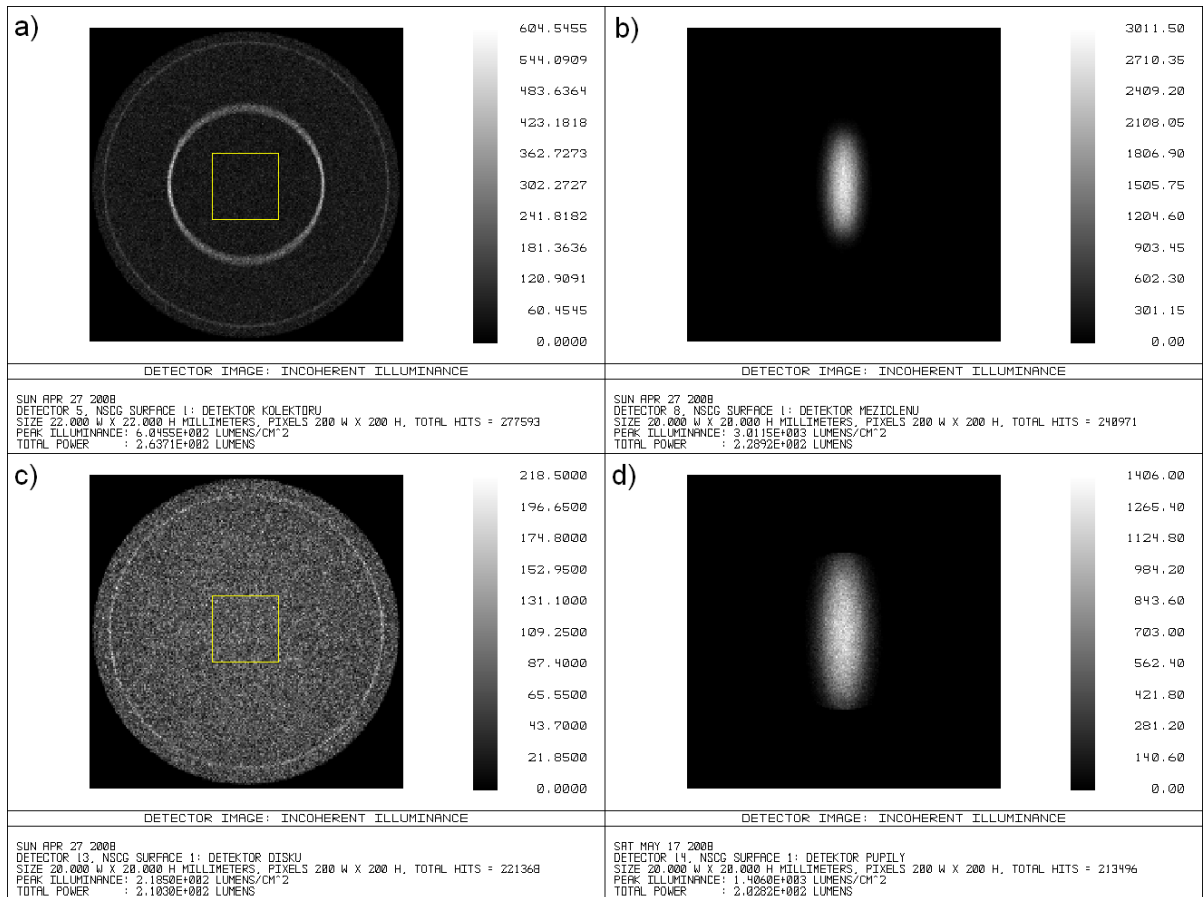 a)
604.5455
544.0909
483.6364
423.1818
362.7273
302.2727
241.8182
181.3636
120.9091
60.4545
0.0000
DETECTOR IMAGE: INCOHERENT ILLUMINANCE
SUN APR 27 2008
DETECTOR 5, NSCG SURFACE 1: DETEKTOR KOLEKTORU
SIZE 22.000 W X 22.000 H MILLIMETERS, PIXELS 200 W X 200 H, TOTAL HITS = 277593
PEAK ILLUMINANCE: 6.0455E+002 LUMENS/CM^2
TOTAL POWER : 2.6371E+002 LUMENS
b)
3011.50
2710.35
2409.20
2108.05
1806.90
1505.75
1204.60
903.45
602.30
301.15
0.00
DETECTOR IMAGE: INCOHERENT ILLUMINANCE
SUN APR 27 2008
DETECTOR 8, NSCG SURFACE 1: DETEKTOR MEZICLENU
SIZE 20.000 W X 20.000 H MILLIMETERS, PIXELS 200 W X 200 H, TOTAL HITS = 240971
PEAK ILLUMINANCE: 3.0115E+003 LUMENS/CM^2
TOTAL POWER : 2.2892E+002 LUMENS
c)
218.5000
196.6500
174.8000
152.9500
131.1000
109.2500
87.4000
65.5500
43.7000
21.8500
0.0000
DETECTOR IMAGE: INCOHERENT ILLUMINANCE
SUN APR 27 2008
DETECTOR 13, NSCG SURFACE 1: DETEKTOR DISKU
SIZE 20.000 W X 20.000 H MILLIMETERS, PIXELS 200 W X 200 H, TOTAL HITS = 221368
PEAK ILLUMINANCE: 2.1850E+002 LUMENS/CM^2
TOTAL POWER : 2.1030E+002 LUMENS
d)
1406.00
1265.40
1124.80
984.20
843.60
703.00
562.40
421.80
281.20
140.60
0.00
DETECTOR IMAGE: INCOHERENT ILLUMINANCE
SAT MAY 17 2008
DETECTOR 14, NSCG SURFACE 1: DETEKTOR PUPILY
SIZE 20.000 W X 20.000 H MILLIMETERS, PIXELS 200 W X 200 H, TOTAL HITS = 213496
PEAK ILLUMINANCE: 1.4060E+003 LUMENS/CM^2
TOTAL POWER : 2.0282E+002 LUMENS